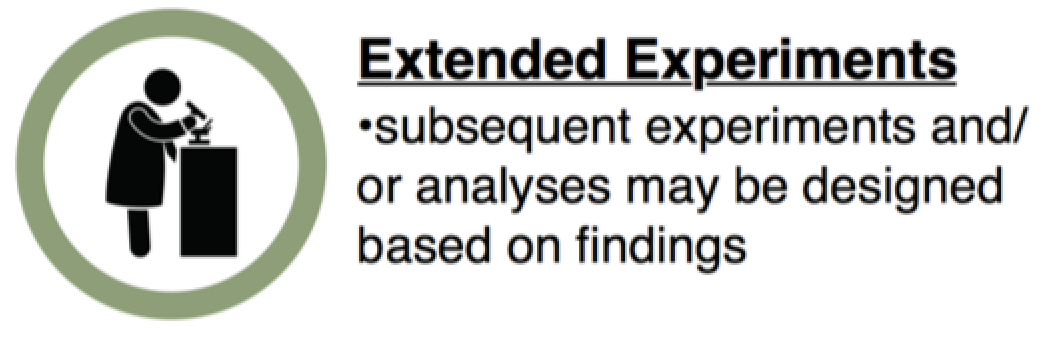 Extended Experiments
•subsequent experiments and/
or analyses may be designed
based on findings